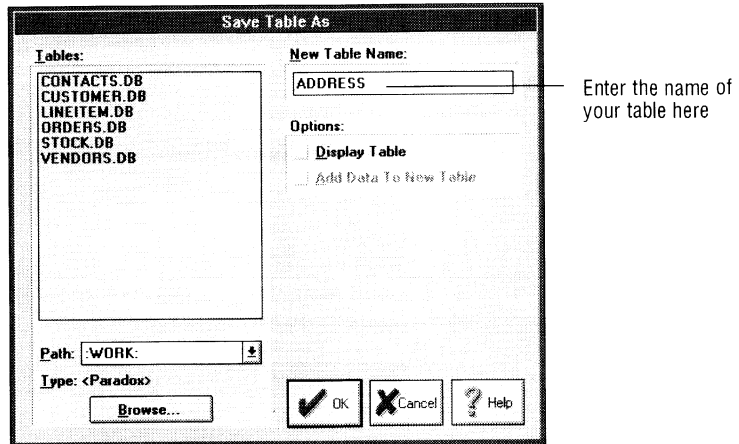 Save Table As
Tables:
CONTACTS.DB
CUSTOMER.DB
LINEITEM.DB
ORDERS.DB
STOCK.DB
VENDORS.DB
Path: :WORK:
Type: <Paradox>
Browse...
New Table Name:
ADDRESS
Options:
Display Table
Add Data To New Table
OK
Cancel
? Help
Enter the name of
your table here